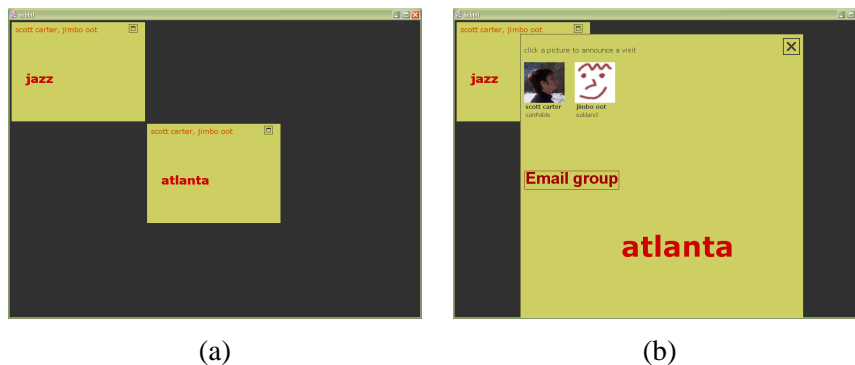 scott carter, jimbo oot
jazz
scott carter, jimbo oot
atlanta
(a)
scott carter, jimbo oot
jazz
click a picture to announce a visit
scott carter
sanPablo
jimbo oot
oakland
Email group
atlanta
(b)